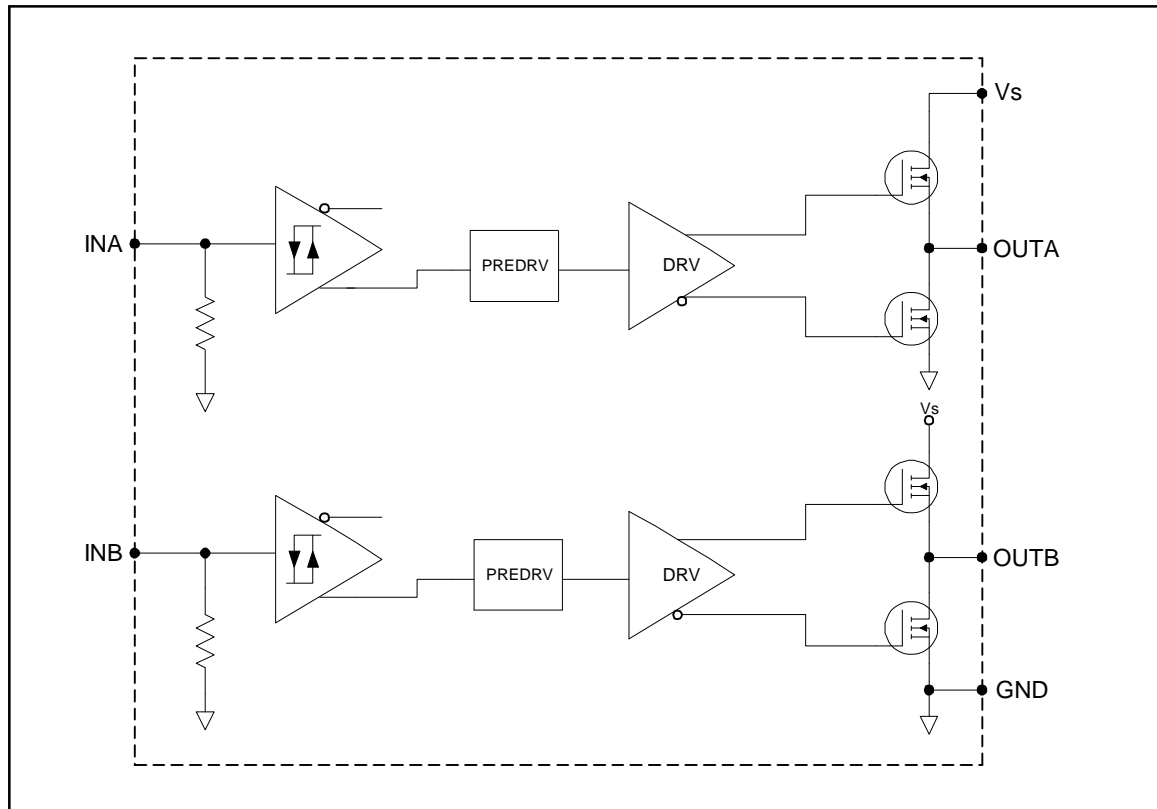 Vs
INA
PREDRV
DRV
OUTA
Vs
INB
PREDRV
DRV
OUTB
GND